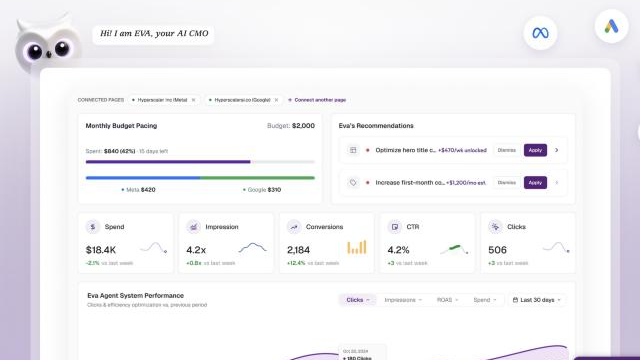 Hi! I am EVA, your AI CMO
CONNECTED PAGES • Hyperscaler Inc (Meta) × • Hyperscalersi.co (Google) × + Connect another page
Monthly Budget Pacing Budget: $2,000
Spent: $840 (42%) · 15 days left
Meta $420 Google $310
Eva's Recommendations
Optimize hero title c... +$470/wk unlocked Dismiss Apply
Increase first-month co... +$1,200/mo est. Dismiss Apply
Spend
$18.4K
-2.1% vs last week
Impression
4.2x
+0.8x vs last week
Conversions
2,184
+12.4% vs last week
CTR
4.2%
+3 vs last week
Clicks
506
+3 vs last week
Eva Agent System Performance
Clicks & efficiency optimization vs. previous period
Clicks Impressions ROAS Spend Last 30 days
Oct 22, 2024
180 Clicks